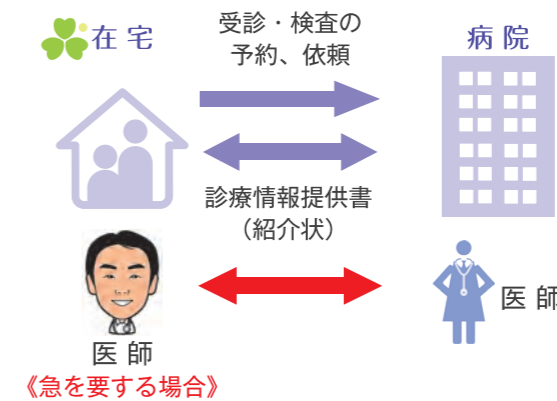 在宅
受診・検査の
予約、依頼
病院
診療情報提供書
（紹介状）
医師
医師
《急を要する場合》